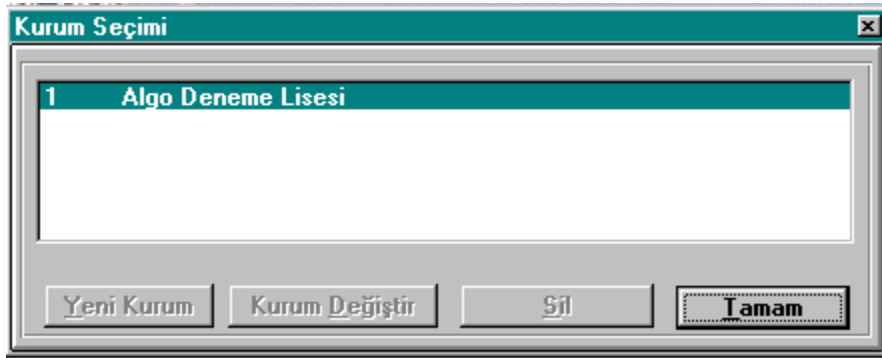 Kurum Seçimi
1 Algo Deneme Lisesi
Yeni Kurum Kurum Değiştir Sil Tamam